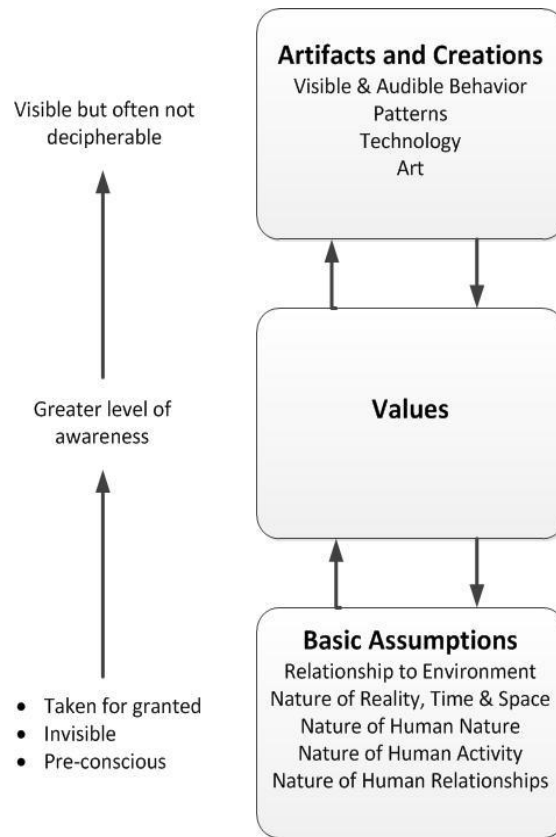 Artifacts and Creations
Visible & Audible Behavior
Patterns
Technology
Art
Visible but often not
decipherable
Values
Greater level of
awareness
Basic Assumptions
Relationship to Environment
Nature of Reality, Time & Space
Nature of Human Nature
Nature of Human Activity
Nature of Human Relationships
• Taken for granted
• Invisible
• Pre-conscious